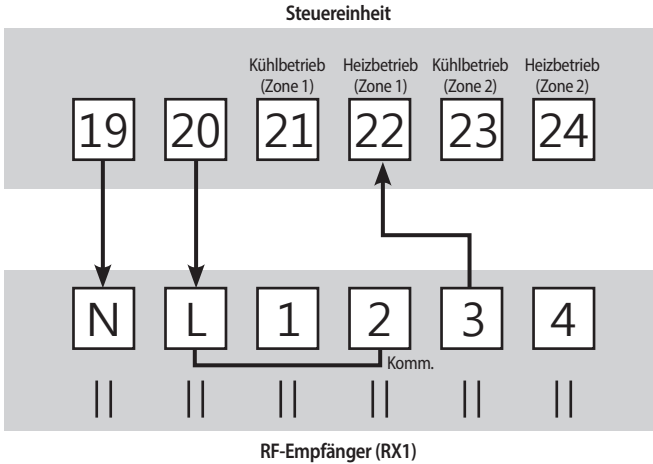 Steuereinheit
Kühlbetrieb Heizbetrieb Kühlbetrieb Heizbetrieb
(Zone 1) (Zone 1) (Zone 2) (Zone 2)
19 20 21 22 23 24
N L 1 2 3 4
Komm.
RF-Empfänger (RX1)